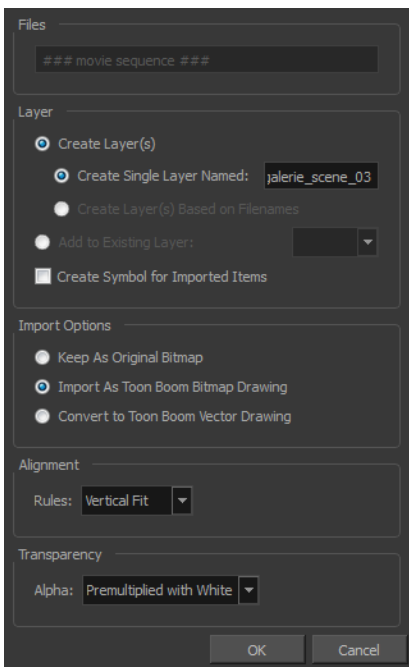 Files
### movie sequence ###
Layer
Create Layer(s)
Create Single Layer Named: galerie_scene_03
Create Layer(s) Based on Filenames
Add to Existing Layer:
Create Symbol for Imported Items
Import Options
Keep As Original Bitmap
Import As Toon Boom Bitmap Drawing
Convert to Toon Boom Vector Drawing
Alignment
Rules: Vertical Fit
Transparency
Alpha: Premultiplied with White
OK Cancel